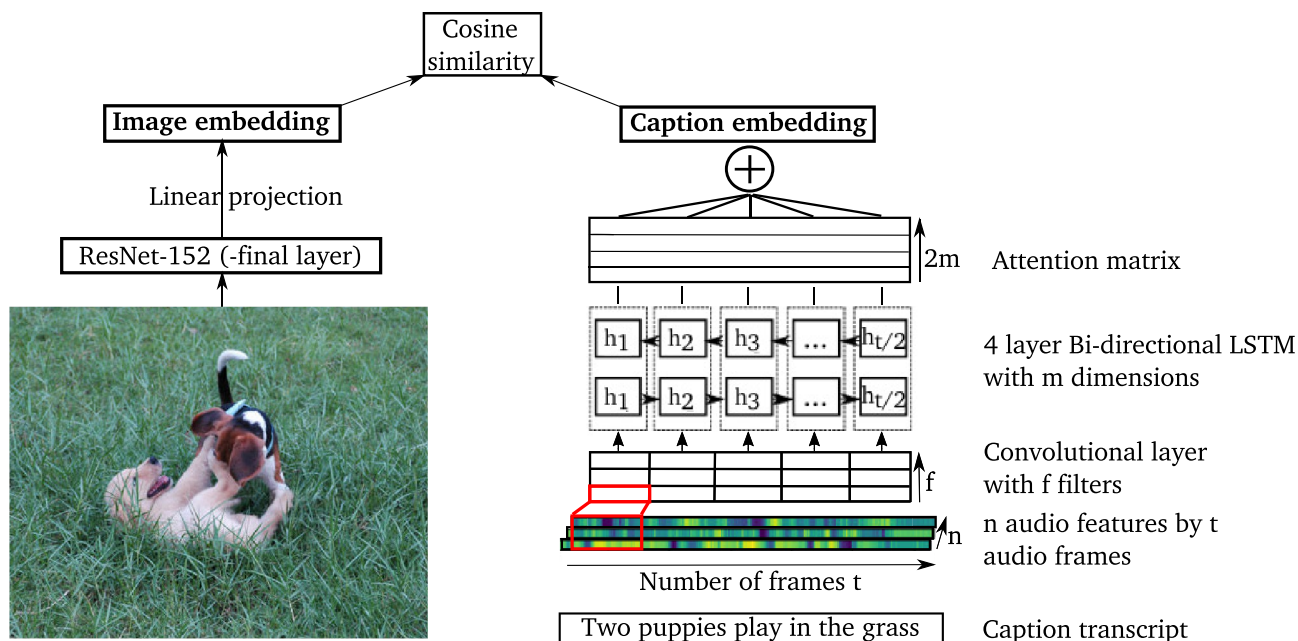 Cosine
similarity
Image embedding
Caption embedding
Linear projection
ResNet-152 (-final layer)
2m
Attention matrix
h1 h2 h3 ... ht/2
4 layer Bi-directional LSTM
with m dimensions
h1 h2 h3 ... ht/2
Convolutional layer
with f filters
f
n audio features by t
audio frames
n
Number of frames t
Two puppies play in the grass
Caption transcript